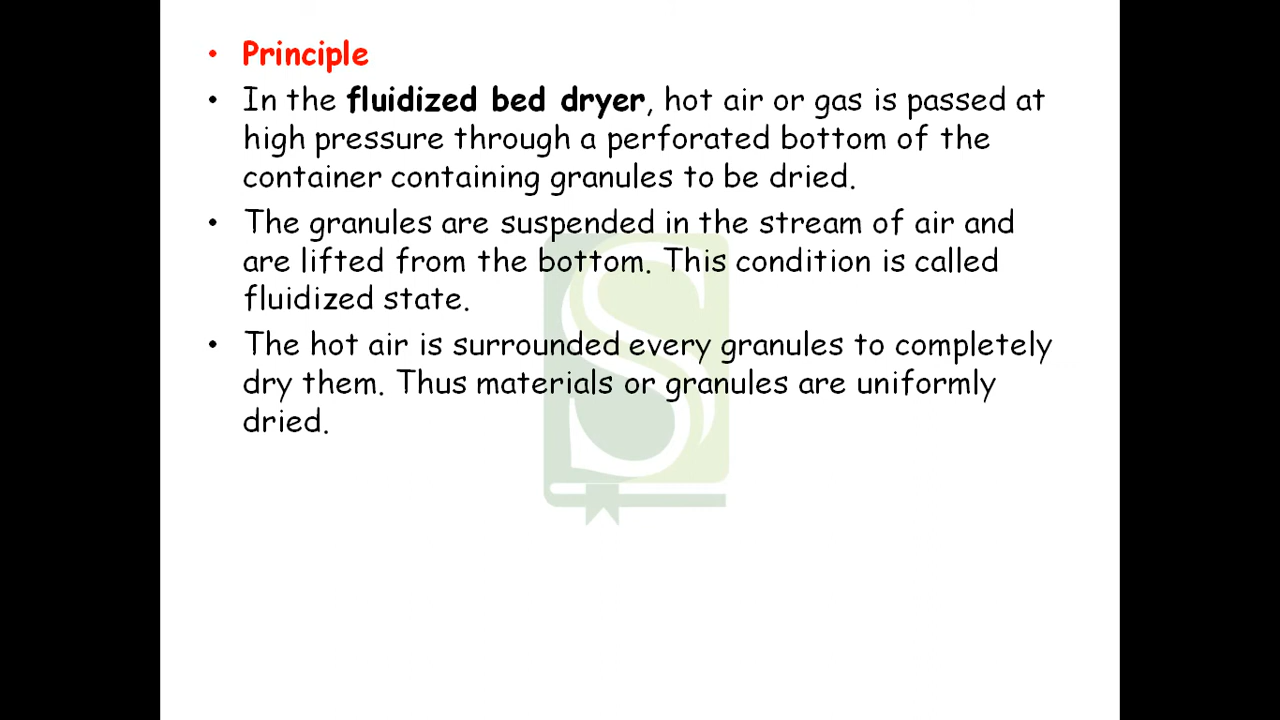 • Principle
• In the fluidized bed dryer, hot air or gas is passed at
high pressure through a perforated bottom of the
container containing granules to be dried.
• The granules are suspended in the stream of air and
are lifted from the bottom. This condition is called
fluidized state.
• The hot air is surrounded every granules to completely
dry them. Thus materials or granules are uniformly
dried.